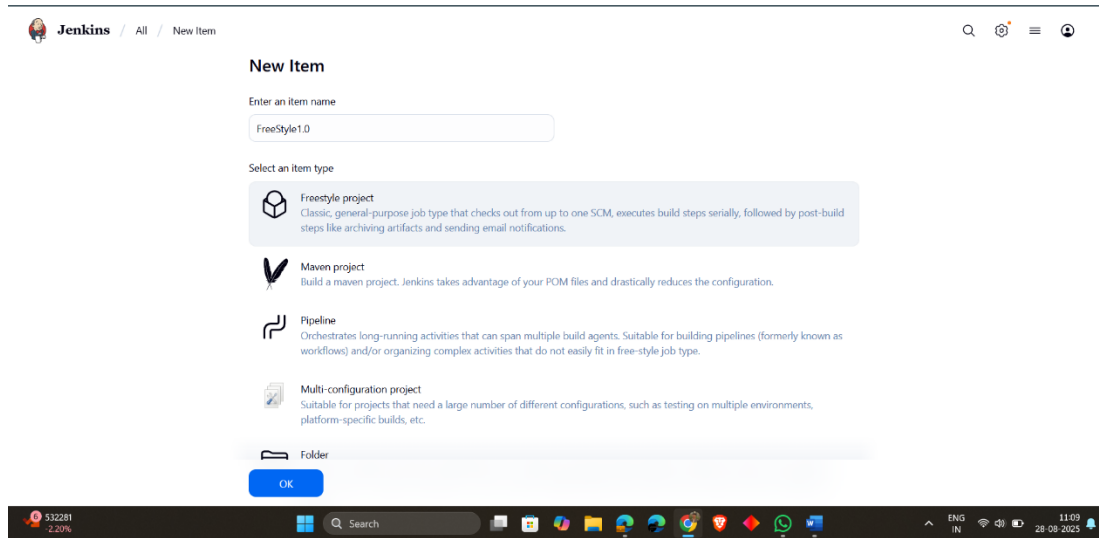 Jenkins / All / New Item
New Item
Enter an item name
FreeStyle1.0
Select an item type
Freestyle project
Classic, general-purpose job type that checks out from up to one SCM, executes build steps serially, followed by post-build
steps like archiving artifacts and sending email notifications.
Maven project
Build a maven project. Jenkins takes advantage of your POM files and drastically reduces the configuration.
Pipeline
Orchestrates long-running activities that can span multiple build agents. Suitable for building pipelines (formerly known as
workflows) and/or organizing complex activities that do not easily fit in free-style job type.
Multi-configuration project
Suitable for projects that need a large number of different configurations, such as testing on multiple environments,
platform-specific builds, etc.
Folder
OK
6 532281
-2.20%
Search
ENG
IN
11:09
28-08-2025